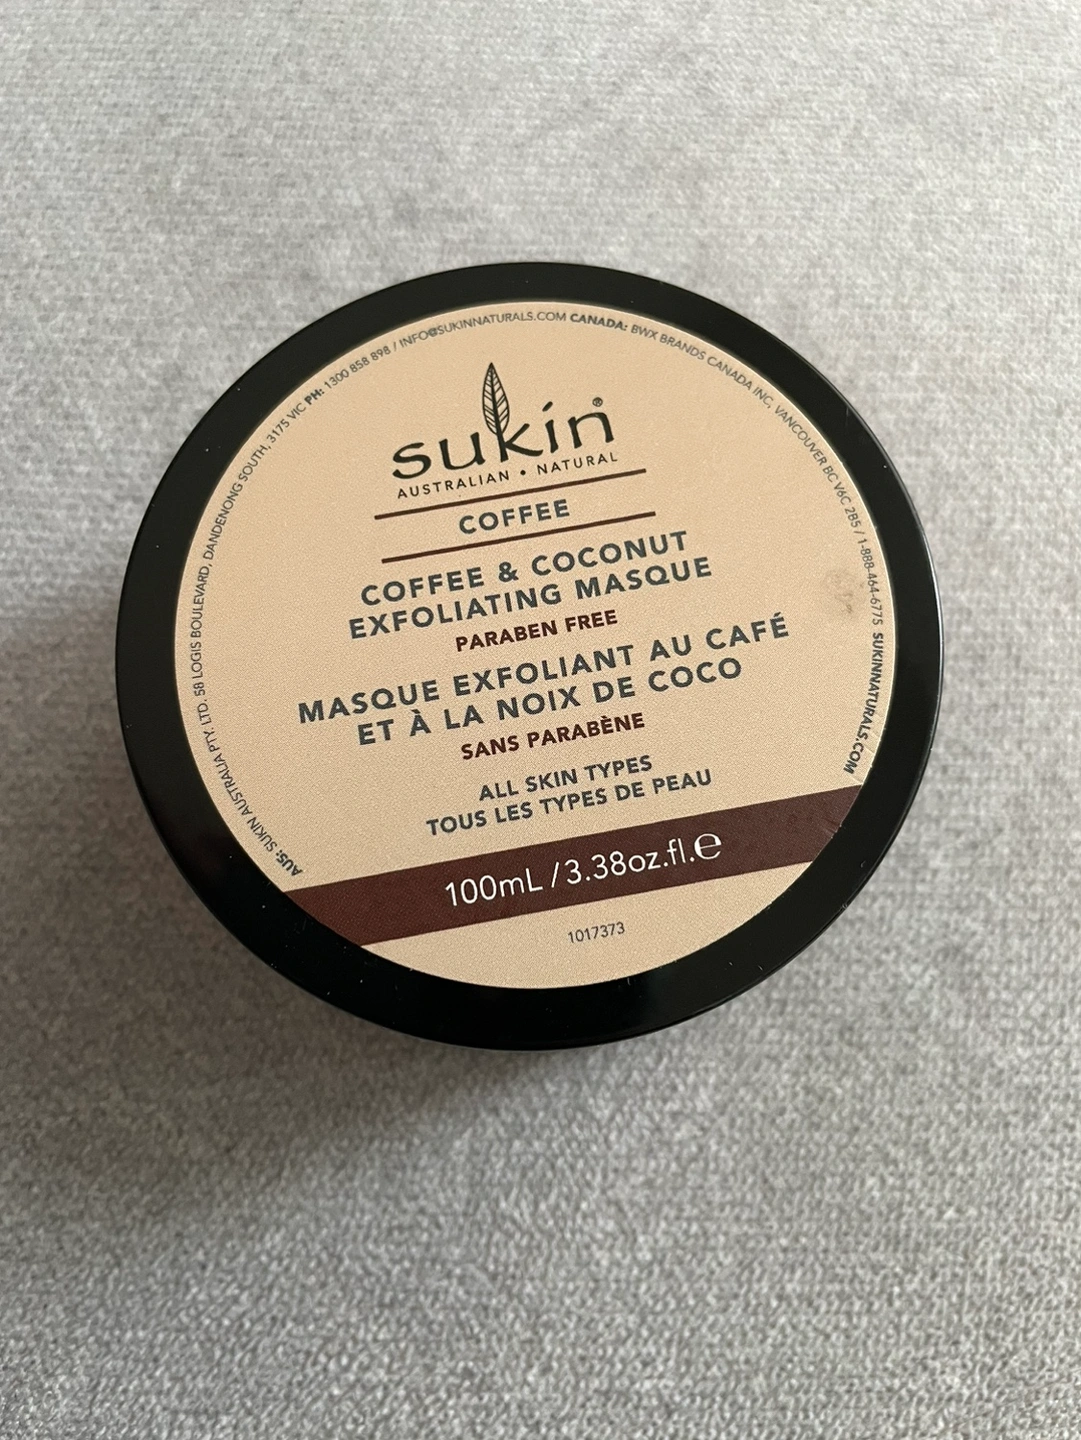 sukin®
AUSTRALIAN • NATURAL
COFFEE
COFFEE & COCONUT
EXFOLIATING MASQUE
PARABEN FREE
MASQUE EXFOLIANT AU CAFÉ
ET À LA NOIX DE COCO
SANS PARABÈNE
ALL SKIN TYPES
TOUS LES TYPES DE PEAU
100mL / 3.38oz.fl.e
1017373
AUS: SUKIN AUSTRALIA PTY. LTD. 58 LOGIS BOULEVARD, DANDENONG SOUTH, 3175 VIC PH: 1300 858 898 / INFO@SUKINNATURALS.COM CANADA: BWX BRANDS CANADA INC, VANCOUVER BC V6C 2B5 / 1-888-464-6775 SUKINNATURALS.COM